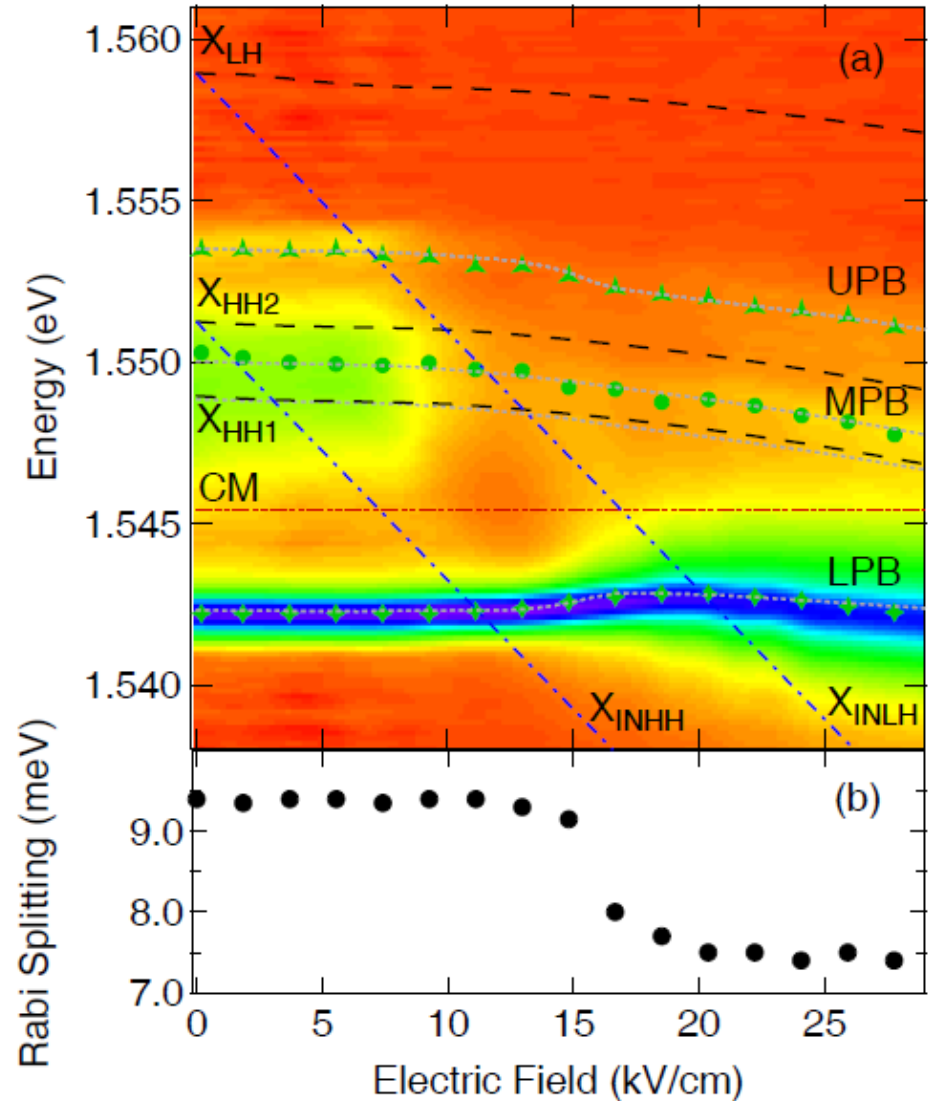 (a)
1.560
1.555
1.550
1.545
1.540
Energy (eV)
X_LH
X_HH2
X_HH1
CM
UPB
MPB
LPB
X_INHH
X_INLH
(b)
9.0
8.0
7.0
Rabi Splitting (meV)
0 5 10 15 20 25
Electric Field (kV/cm)